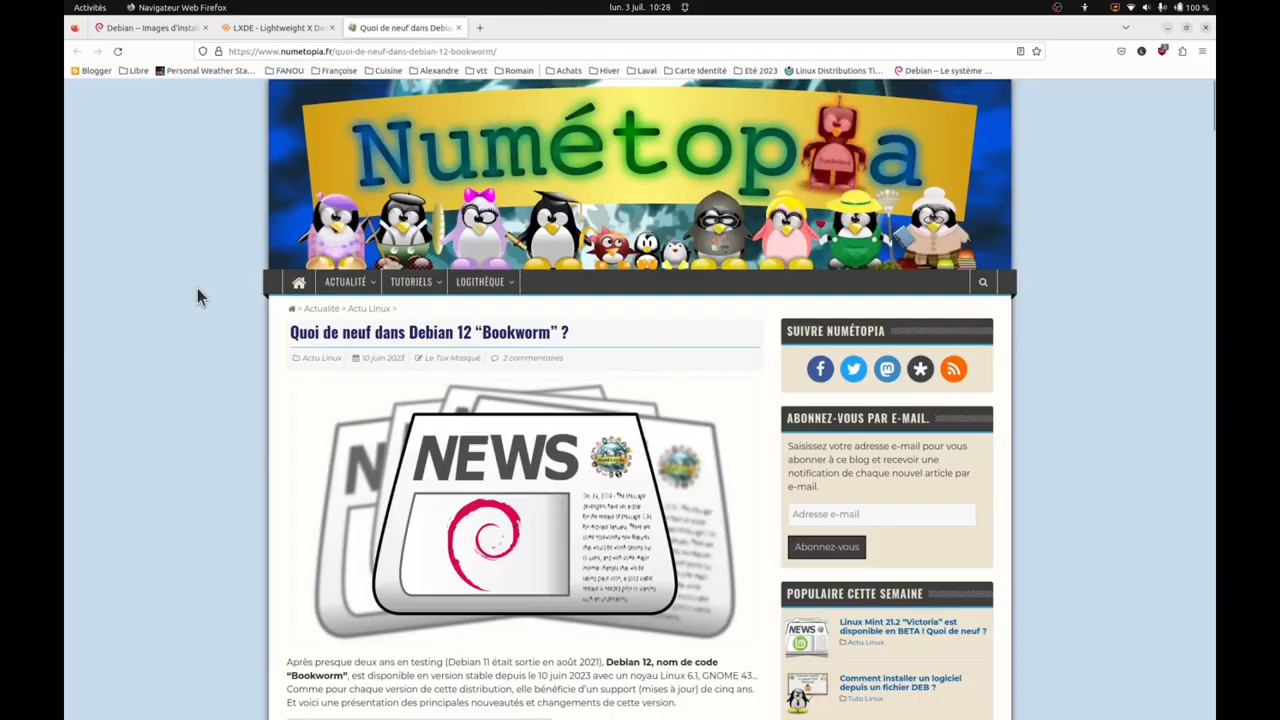 Activités
Navigateur Web Firefox
lun. 3 juil. 10:28
100 %
Debian -- Images d'install
LXDE - Lightweight X Des
Quoi de neuf dans Debia
https://www.numetopia.fr/quoi-de-neuf-dans-debian-12-bookworm/
Blogger
Libre
Personal Weather Sta…
FANOU
Françoise
Cuisine
Alexandre
vtt
Romain
Achats
Hiver
Laval
Carte Identité
Eté 2023
Linux Distributions Ti…
Debian -- Le système …
Numétopia
ACTUALITÉ
TUTORIELS
LOGITHÈQUE
> Actualité > Actu Linux >
Quoi de neuf dans Debian 12 “Bookworm” ?
Actu Linux
10 juin 2023
Le Tux Masqué
2 commentaires
NEWS
Après presque deux ans en testing (Debian 11 était sortie en août 2021), Debian 12, nom de code
“Bookworm”, est disponible en version stable depuis le 10 juin 2023 avec un noyau Linux 6.1, GNOME 43…
Comme pour chaque version de cette distribution, elle bénéficie d’un support (mises à jour) de cinq ans.
Et voici une présentation des principales nouveautés et changements de cette version.
SUIVRE NUMÉTOPIA
ABONNEZ-VOUS PAR E-MAIL.
Saisissez votre adresse e-mail pour vous
abonner à ce blog et recevoir une
notification de chaque nouvel article par
e-mail.
Adresse e-mail
Abonnez-vous
POPULAIRE CETTE SEMAINE
Linux Mint 21.2 “Victoria” est
disponible en BETA ! Quoi de neuf ?
Actu Linux
Comment installer un logiciel
depuis un fichier DEB ?
Tuto Linux